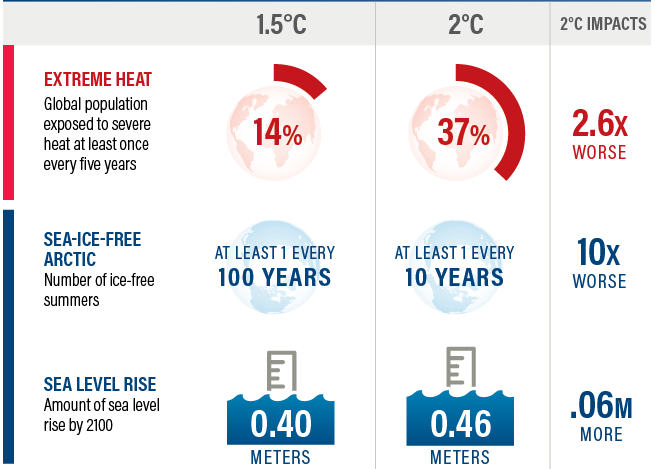 1.5°C
2°C
2°C IMPACTS
EXTREME HEAT
Global population
exposed to severe
heat at least once
every five years
14%
37%
2.6X
WORSE
SEA-ICE-FREE
ARCTIC
Number of ice-free
summers
AT LEAST 1 EVERY
100 YEARS
AT LEAST 1 EVERY
10 YEARS
10X
WORSE
SEA LEVEL RISE
Amount of sea level
rise by 2100
0.40
METERS
0.46
METERS
.06M
MORE